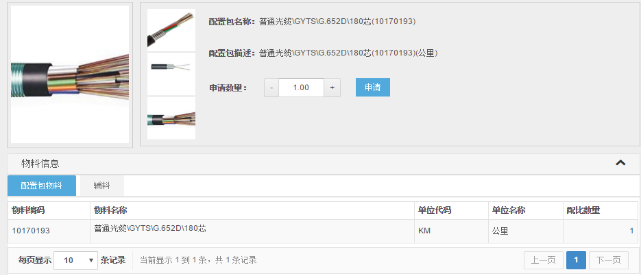 配置包名称：普通光缆\GYTS\G.652D\180芯(10170193)
配置包描述：普通光缆\GYTS\G.652D\180芯(10170193)(公里)
申请数量： - 1.00 + 申请
物料信息
配置包物料 辅料
物料编码 物料名称 单位代码 单位名称 配比数量
10170193 普通光缆\GYTS\G.652D\180芯 KM 公里 1
每页显示 10 条记录 当前显示 1 到 1 条，共 1 条记录 上一页 1 下一页